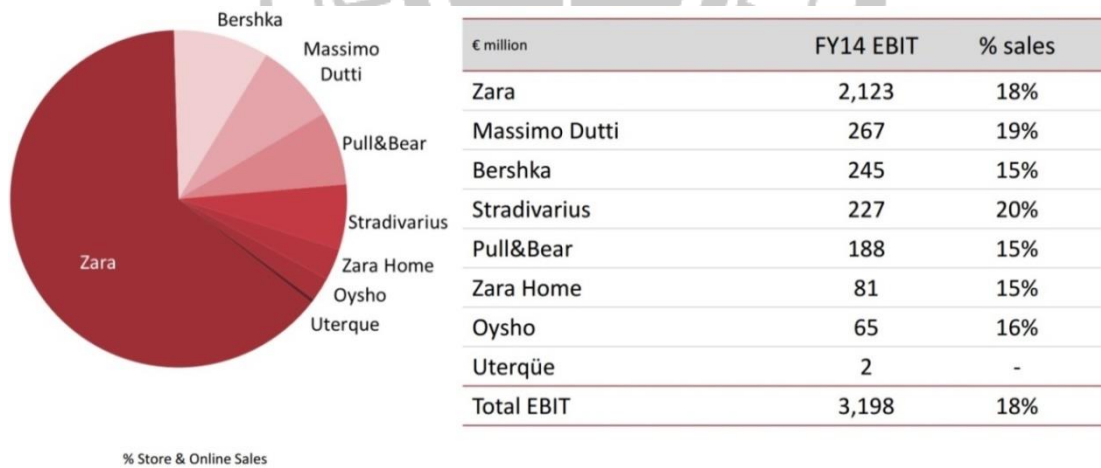 Bershka
Massimo
Dutti
Pull&Bear
Stradivarius
Zara Home
Oysho
Uterque
Zara
% Store & Online Sales
€ million FY14 EBIT % sales
Zara 2,123 18%
Massimo Dutti 267 19%
Bershka 245 15%
Stradivarius 227 20%
Pull&Bear 188 15%
Zara Home 81 15%
Oysho 65 16%
Uterqüe 2 -
Total EBIT 3,198 18%